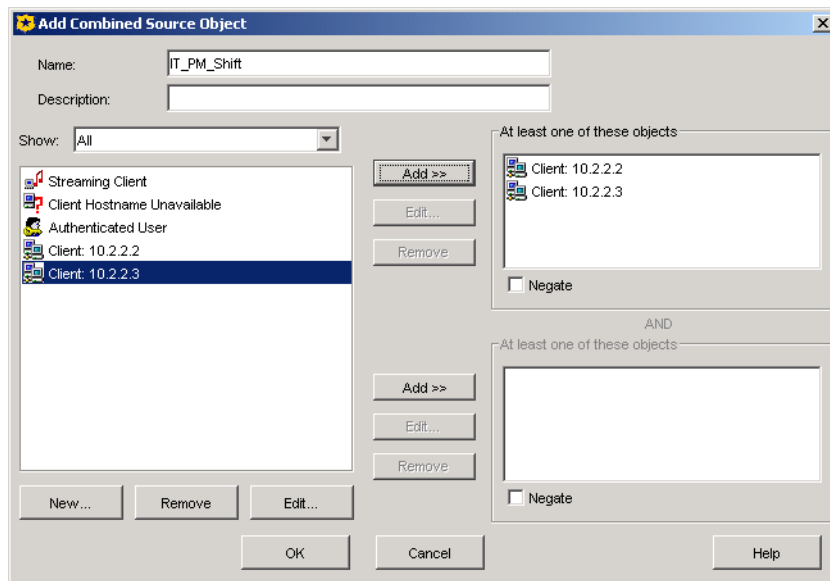 Add Combined Source Object
Name: IT_PM_Shift
Description:
Show: All
Streaming Client
Client Hostname Unavailable
Authenticated User
Client: 10.2.2.2
Client: 10.2.2.3
New... Remove Edit...
Add >>
Edit...
Remove
Add >>
Edit...
Remove
At least one of these objects
Client: 10.2.2.2
Client: 10.2.2.3
Negate
AND
At least one of these objects
Negate
OK Cancel Help